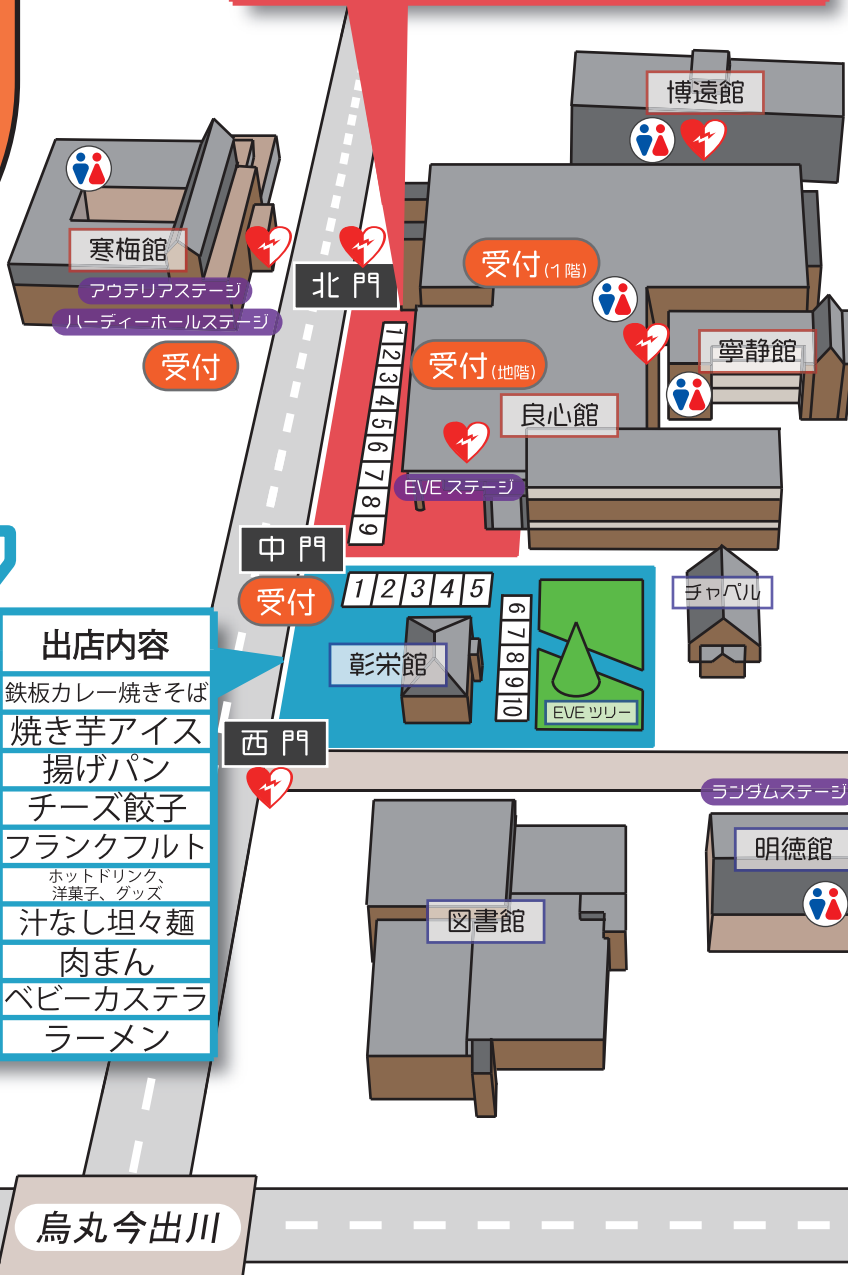 博遠館
寒梅館
アウテリアステージ
ハーディーホールステージ
受付
北門
受付(1階)
寧静館
受付(地階)
良心館
EVE ステージ
1
2
3
4
5
6
7
8
9
中門
受付
1 2 3 4 5
6
7
8
9
10
彰栄館
EVE ツリー
チャペル
西門
出店内容
鉄板カレー焼きそば
焼き芋アイス
揚げパン
チーズ餃子
フランクフルト
ホットドリンク、
洋菓子、グッズ
汁なし坦々麺
肉まん
ベビーカステラ
ラーメン
ランダムステージ
明徳館
図書館
烏丸今出川